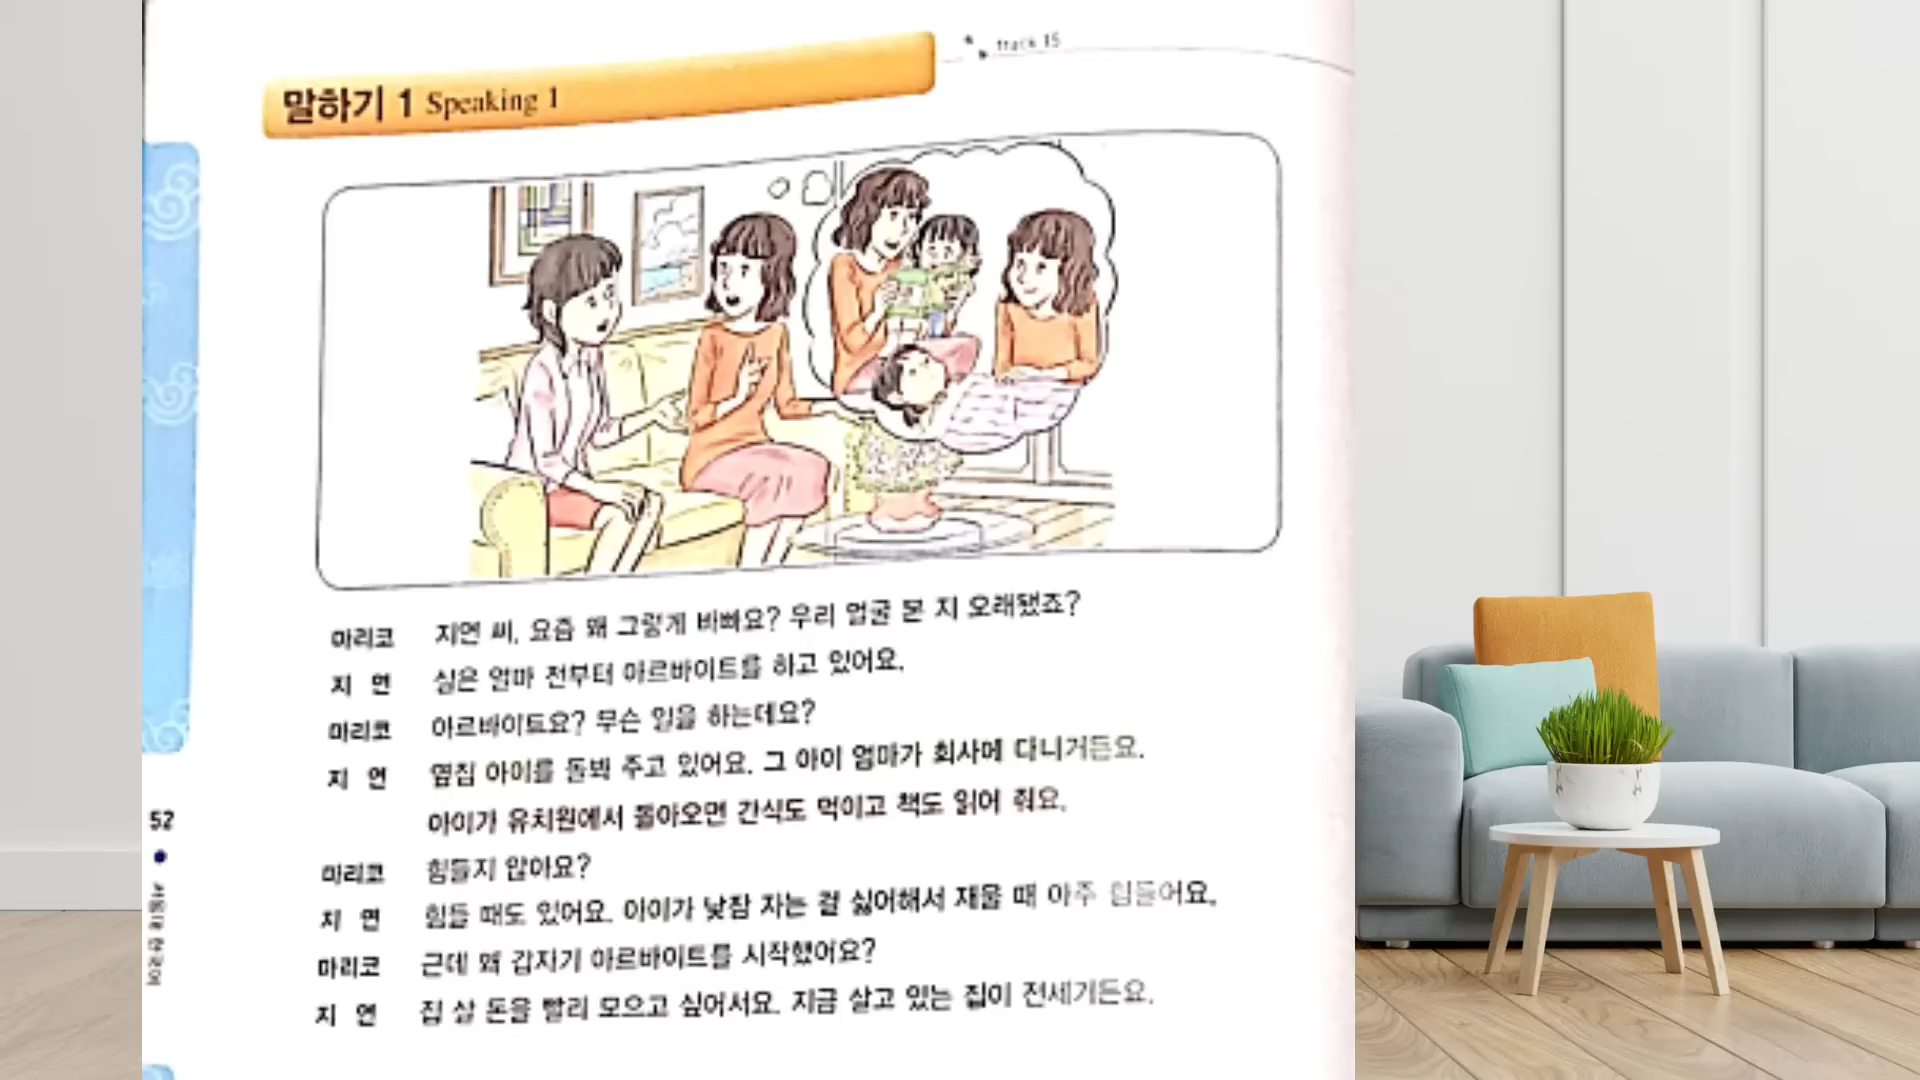 track 15
말하기 1 Speaking 1
마리코 지연 씨, 요즘 왜 그렇게 바빠요? 우리 얼굴 본 지 오래됐죠?
지 연 실은 얼마 전부터 아르바이트를 하고 있어요.
마리코 아르바이트요? 무슨 일을 하는데요?
지 연 옆집 아이를 돌봐 주고 있어요. 그 아이 엄마가 회사에 다니거든요.
아이가 유치원에서 돌아오면 간식도 먹이고 책도 읽어 줘요.
마리코 힘들지 않아요?
지 연 힘들 때도 있어요. 아이가 낮잠 자는 걸 싫어해서 재울 때 아주 힘들어요.
마리코 근데 왜 갑자기 아르바이트를 시작했어요?
지 연 집 살 돈을 빨리 모으고 싶어서요. 지금 살고 있는 집이 전세거든요.
52
서울대 한국어